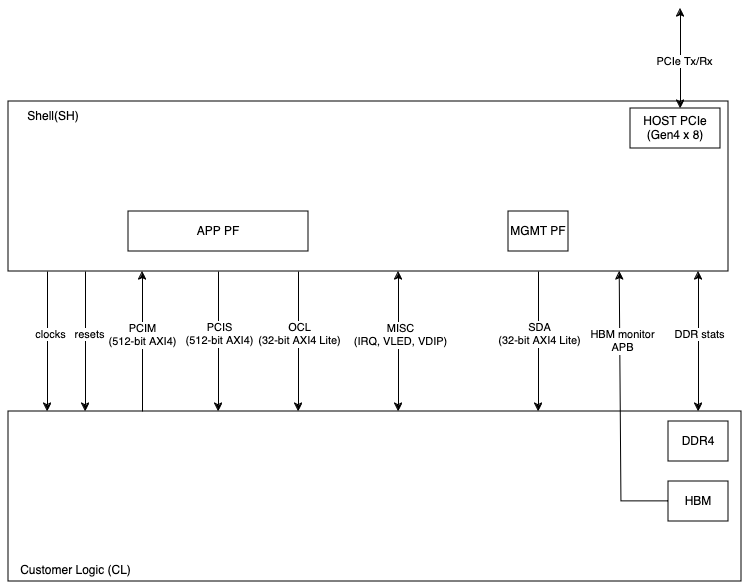 PCIe Tx/Rx
Shell(SH)
HOST PCIe
(Gen4 x 8)
APP PF
MGMT PF
clocks
resets
PCIM
(512-bit AXI4)
PCIS
(512-bit AXI4)
OCL
(32-bit AXI4 Lite)
MISC
(IRQ, VLED, VDIP)
SDA
(32-bit AXI4 Lite)
HBM monitor
APB
DDR stats
DDR4
HBM
Customer Logic (CL)